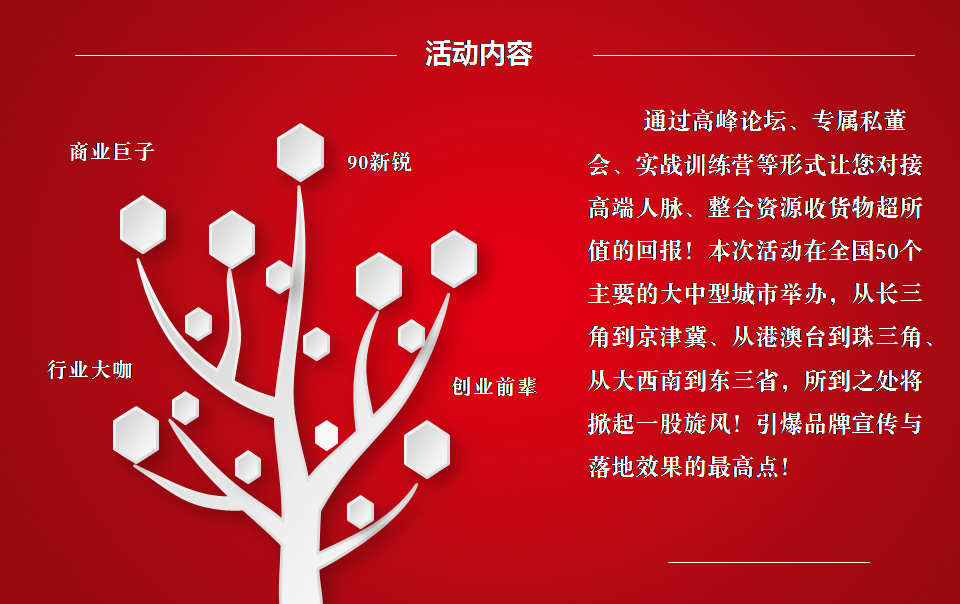 活动内容
商业巨子
90新锐
行业大咖
创业前辈
通过高峰论坛、专属私董
会、实战训练营等形式让您对接
高端人脉、整合资源收货物超所
值的回报！本次活动在全国50个
主要的大中型城市举办，从长三
角到京津冀、从港澳台到珠三角、
从大西南到东三省，所到之处将
掀起一股旋风！引爆品牌宣传与
落地效果的最高点！